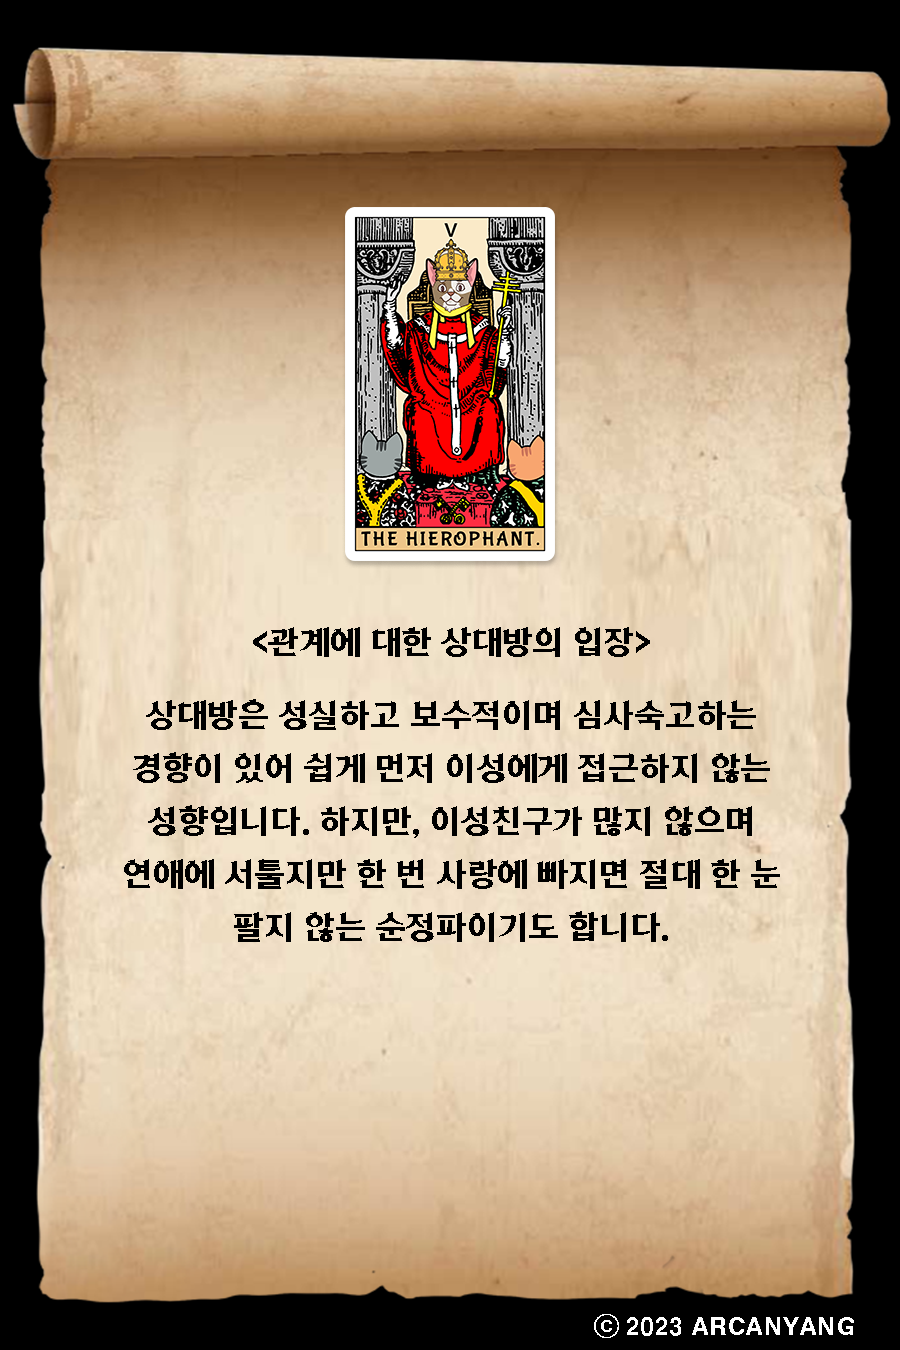 V
THE HIEROPHANT.
<관계에 대한 상대방의 입장>
상대방은 성실하고 보수적이며 심사숙고하는
경향이 있어 쉽게 먼저 이성에게 접근하지 않는
성향입니다. 하지만, 이성친구가 많지 않으며
연애에 서툴지만 한 번 사랑에 빠지면 절대 한 눈
팔지 않는 순정파이기도 합니다.
ⓒ 2023 ARCANYANG